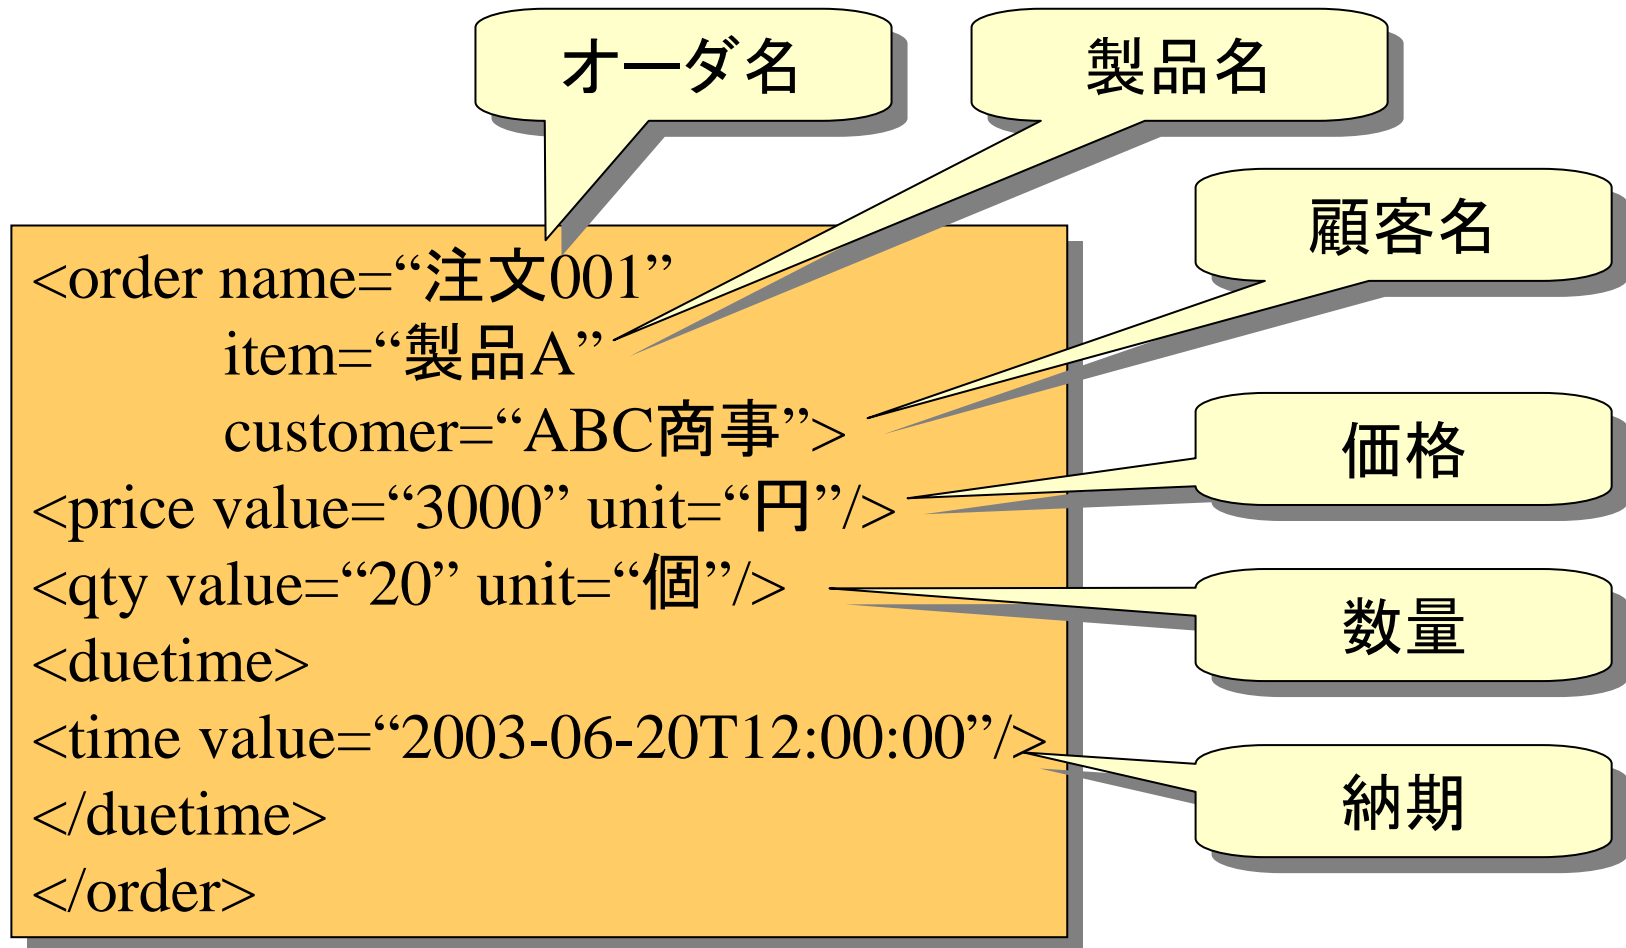 オーダ名
製品名
顧客名
<order name=“注文001”
item=“製品A”
customer=“ABC商事”>
価格
<price value=“3000” unit=“円”/>
<qty value=“20” unit=“個”/>
数量
<duetime>
<time value=“2003-06-20T12:00:00”/>
納期
</duetime>
</order>